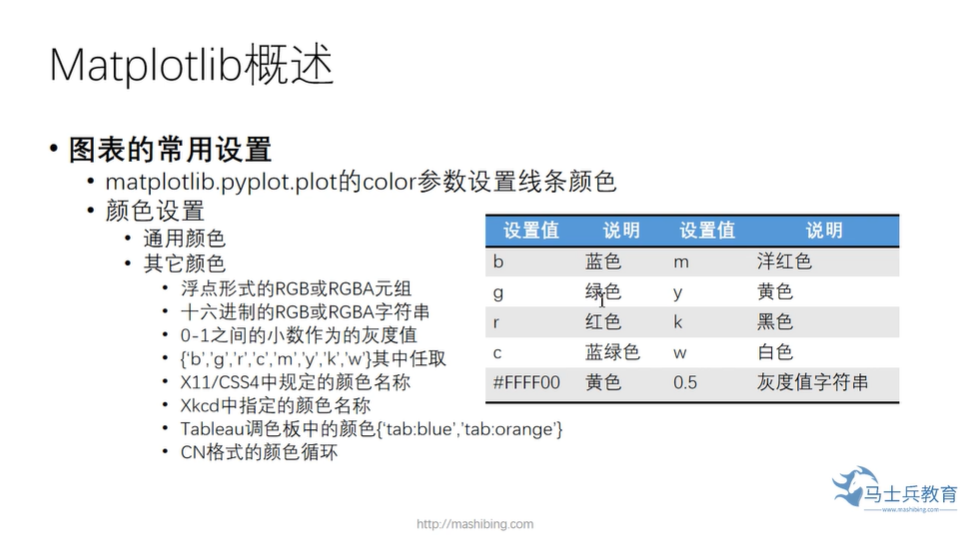 Matplotlib概述
• 图表的常用设置
• matplotlib.pyplot.plot的color参数设置线条颜色
• 颜色设置
• 通用颜色
• 其它颜色
• 浮点形式的RGB或RGBA元组
• 十六进制的RGB或RGBA字符串
• 0-1之间的小数作为的灰度值
• {‘b’,’g’,’r’,’c’,’m’,’y’,’k’,’w’}其中任取
• X11/CSS4中规定的颜色名称
• Xkcd中指定的颜色名称
• Tableau调色板中的颜色{‘tab:blue’,’tab:orange’}
• CN格式的颜色循环
设置值 说明 设置值 说明
b 蓝色 m 洋红色
g 绿色 y 黄色
r 红色 k 黑色
c 蓝绿色 w 白色
#FFFF00 黄色 0.5 灰度值字符串
马士兵教育
www.mashibing.com
http://mashibing.com